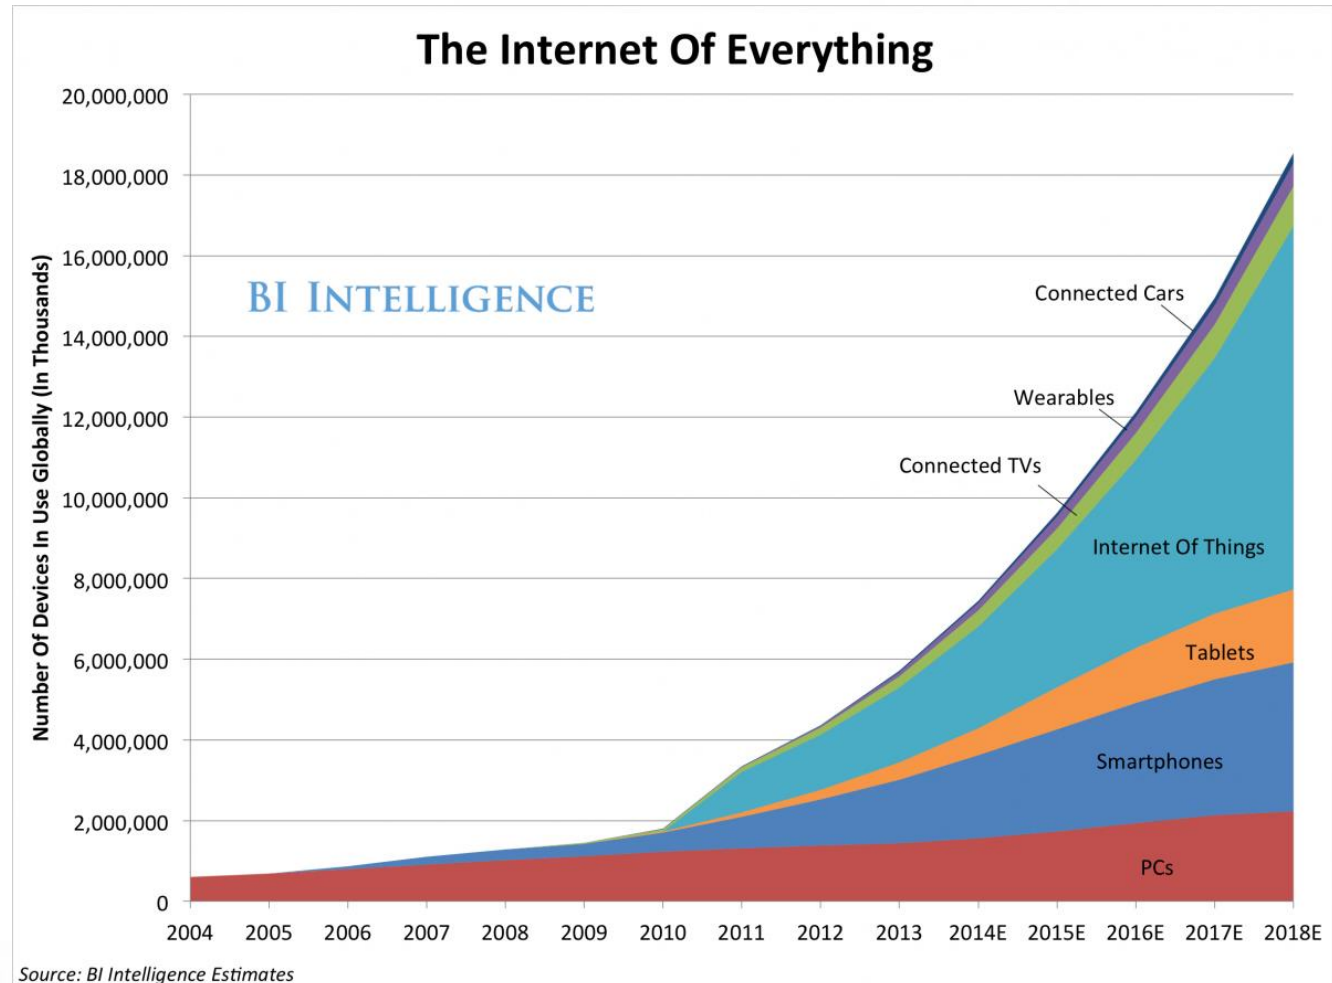 The Internet Of Everything
20,000,000
18,000,000
16,000,000
14,000,000
12,000,000
10,000,000
8,000,000
6,000,000
4,000,000
2,000,000
0
Number Of Devices In Use Globally (In Thousands)
BI INTELLIGENCE
Connected Cars
Wearables
Connected TVs
Internet Of Things
Tablets
Smartphones
PCs
2004 2005 2006 2007 2008 2009 2010 2011 2012 2013 2014E 2015E 2016E 2017E 2018E
Source: BI Intelligence Estimates